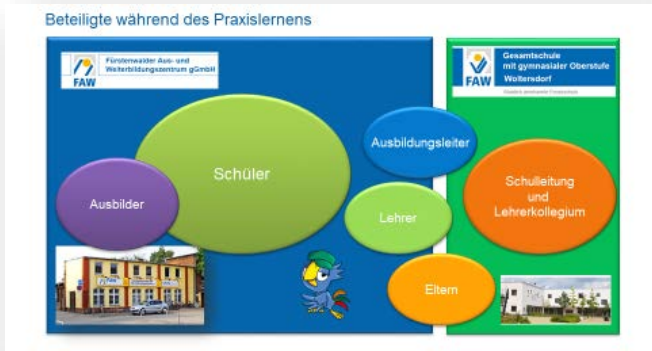 Beteiligte während des Praxislernens
FAW
Fürstenwalder Aus- und
Weiterbildungszentrum gGmbH
FAW
Gesamtschule
mit gymnasialer Oberstufe
Woltersdorf
Schüler
Ausbilder
Ausbildungsleiter
Lehrer
Eltern
Schulleitung
und
Lehrerkollegium